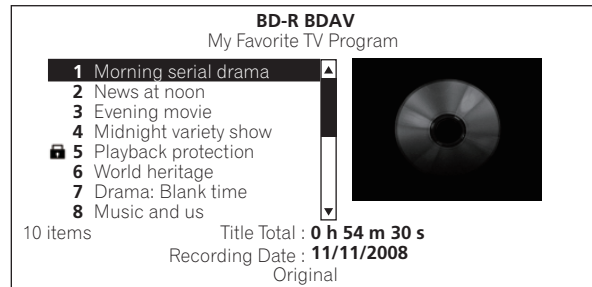 BD-R BDAV
My Favorite TV Program
1 Morning serial drama
2 News at noon
3 Evening movie
4 Midnight variety show
5 Playback protection
6 World heritage
7 Drama: Blank time
8 Music and us
10 items Title Total : 0 h 54 m 30 s
Recording Date : 11/11/2008
Original